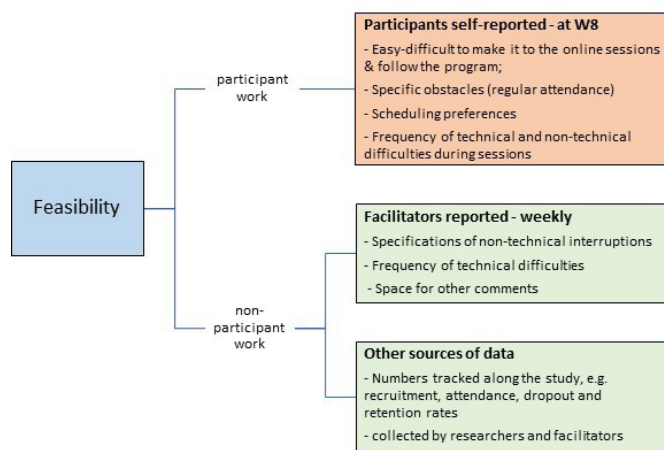 Participants self-reported - at W8
- Easy-difficult to make it to the online sessions
& follow the program;
- Specific obstacles (regular attendance)
- Scheduling preferences
- Frequency of technical and non-technical
difficulties during sessions
participant
work
Feasibility
Facilitators reported - weekly
- Specifications of non-technical interruptions
- Frequency of technical difficulties
- Space for other comments
non-
participant
work
Other sources of data
- Numbers tracked along the study, e.g.
recruitment, attendance, dropout and
retention rates
- collected by researchers and facilitators